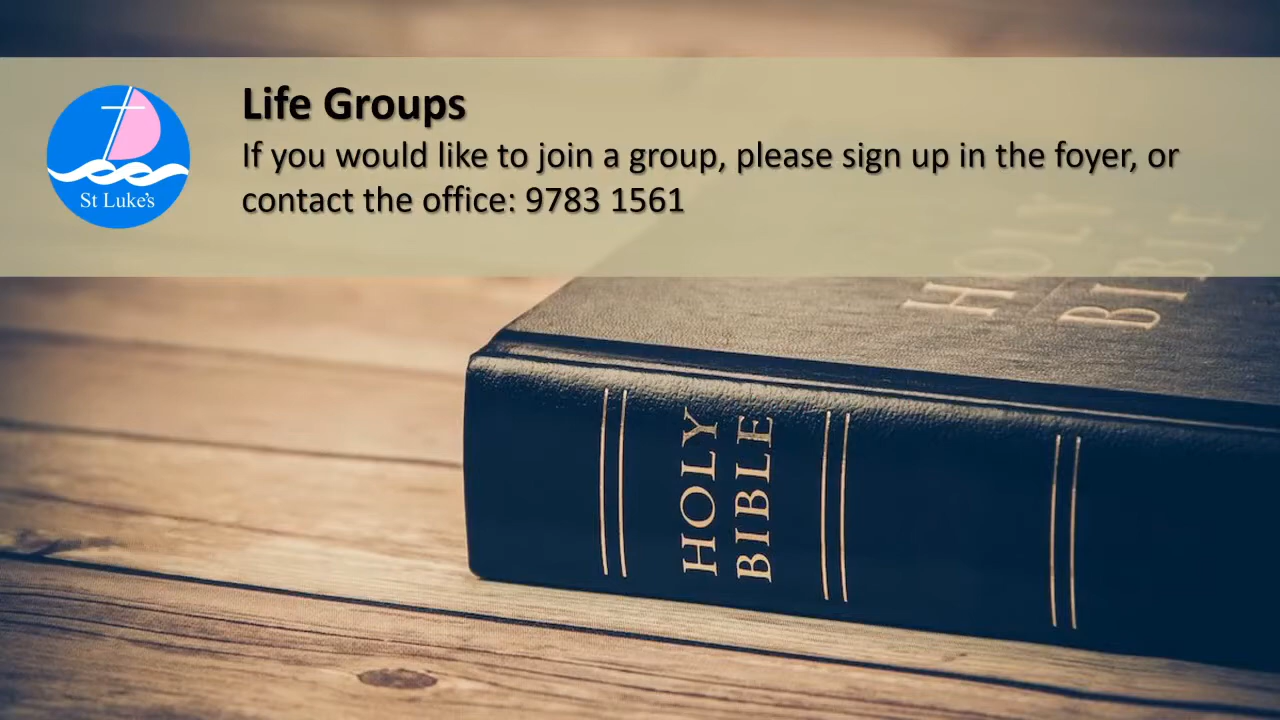 Life Groups
If you would like to join a group, please sign up in the foyer, or
contact the office: 9783 1561
St Luke's
HOLY
BIBLE
HOLY
BIBLE